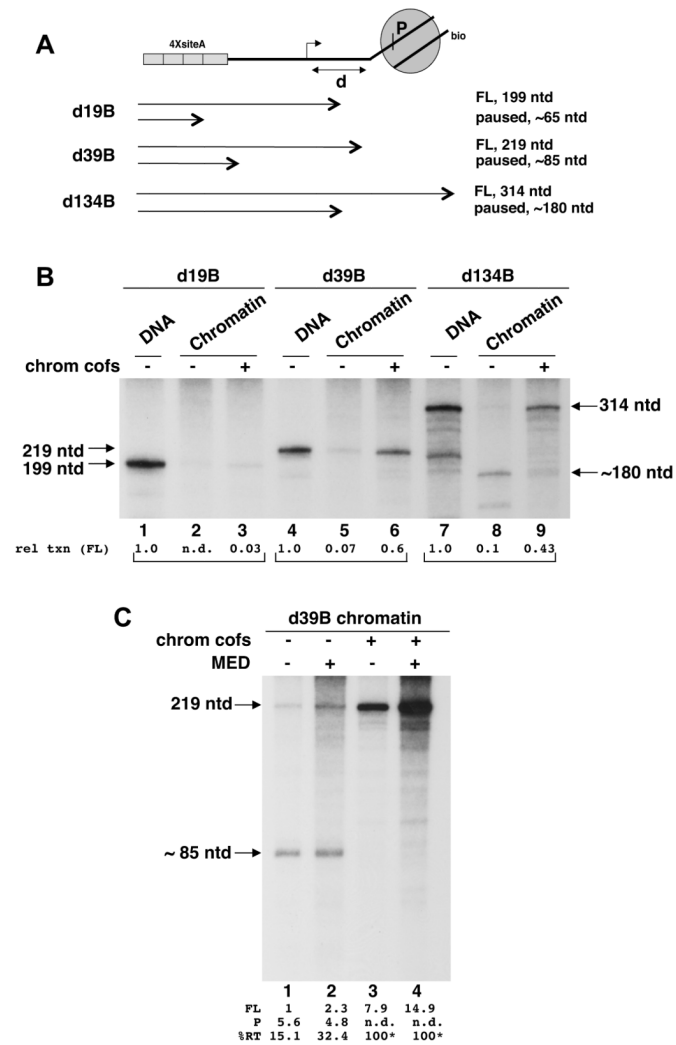 A
4XsiteA
P
bio
d
d19B
FL, 199 ntd
paused, ~65 ntd
d39B
FL, 219 ntd
paused, ~85 ntd
d134B
FL, 314 ntd
paused, ~180 ntd
B
d19B d39B d134B
DNA Chromatin DNA Chromatin DNA Chromatin
chrom cofs - - + - - + - - +
314 ntd
219 ntd
199 ntd
~180 ntd
1 2 3 4 5 6 7 8 9
rel txn (FL) 1.0 n.d. 0.03 1.0 0.07 0.6 1.0 0.1 0.43
C
d39B chromatin
chrom cofs - - + +
MED - + - +
219 ntd
~ 85 ntd
1 2 3 4
FL 1 2.3 7.9 14.9
P 5.6 4.8 n.d. n.d.
%RT 15.1 32.4 100* 100*